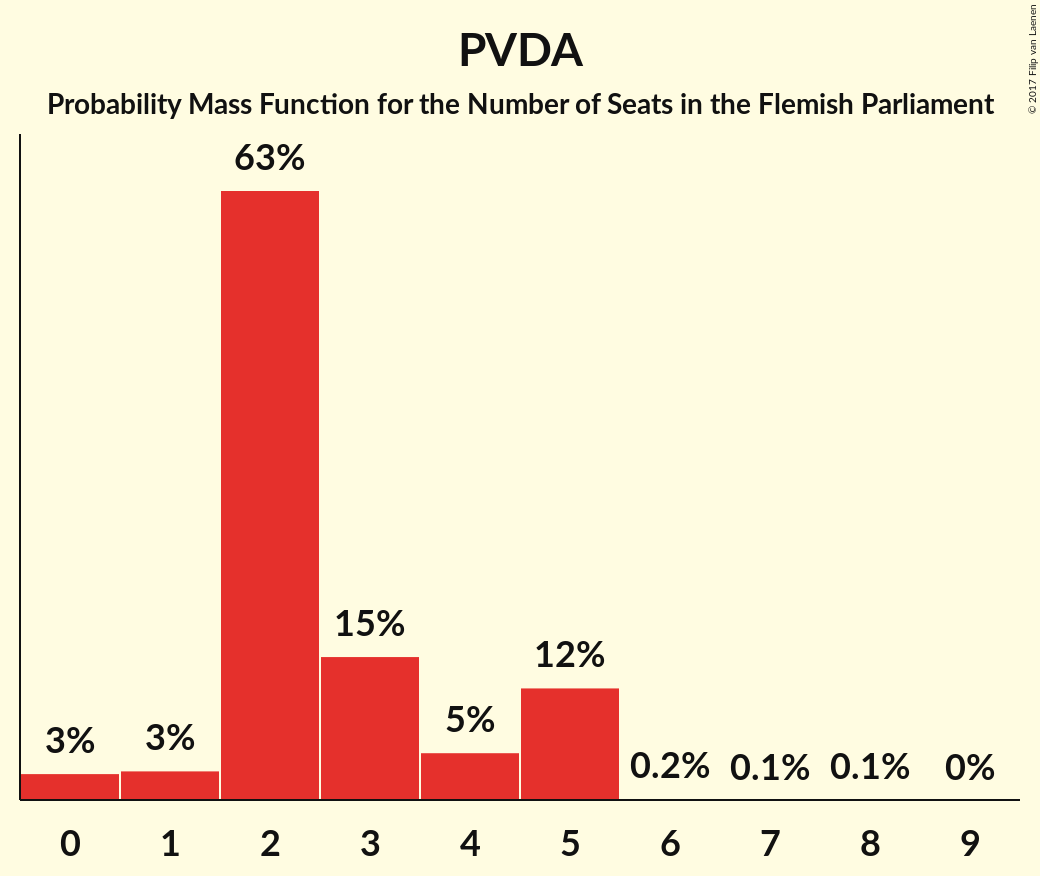 PVDA
Probability Mass Function for the Number of Seats in the Flemish Parliament
© 2017 Filip van Laenen
63%
15%
12%
5%
3%
3%
0.2%
0.1%
0.1%
0%
0 1 2 3 4 5 6 7 8 9